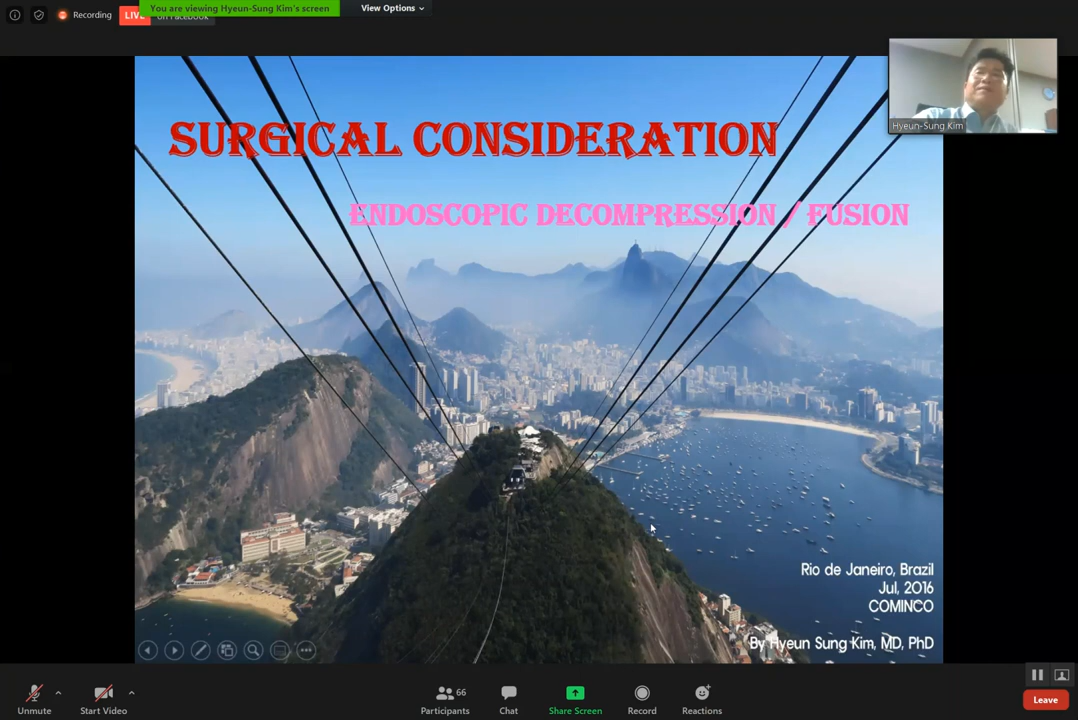 You are viewing Hyeun-Sung Kim's screen
View Options
Recording
LIVE
on Facebook
Hyeun-Sung Kim
SURGICAL CONSIDERATION
ENDOSCOPIC DECOMPRESSION / FUSION
Rio de Janeiro, Brazil
Jul, 2016
COMINCO
By Hyeun Sung Kim, MD, PhD
Unmute
Start Video
66
Participants
Chat
Share Screen
Record
Reactions
Leave